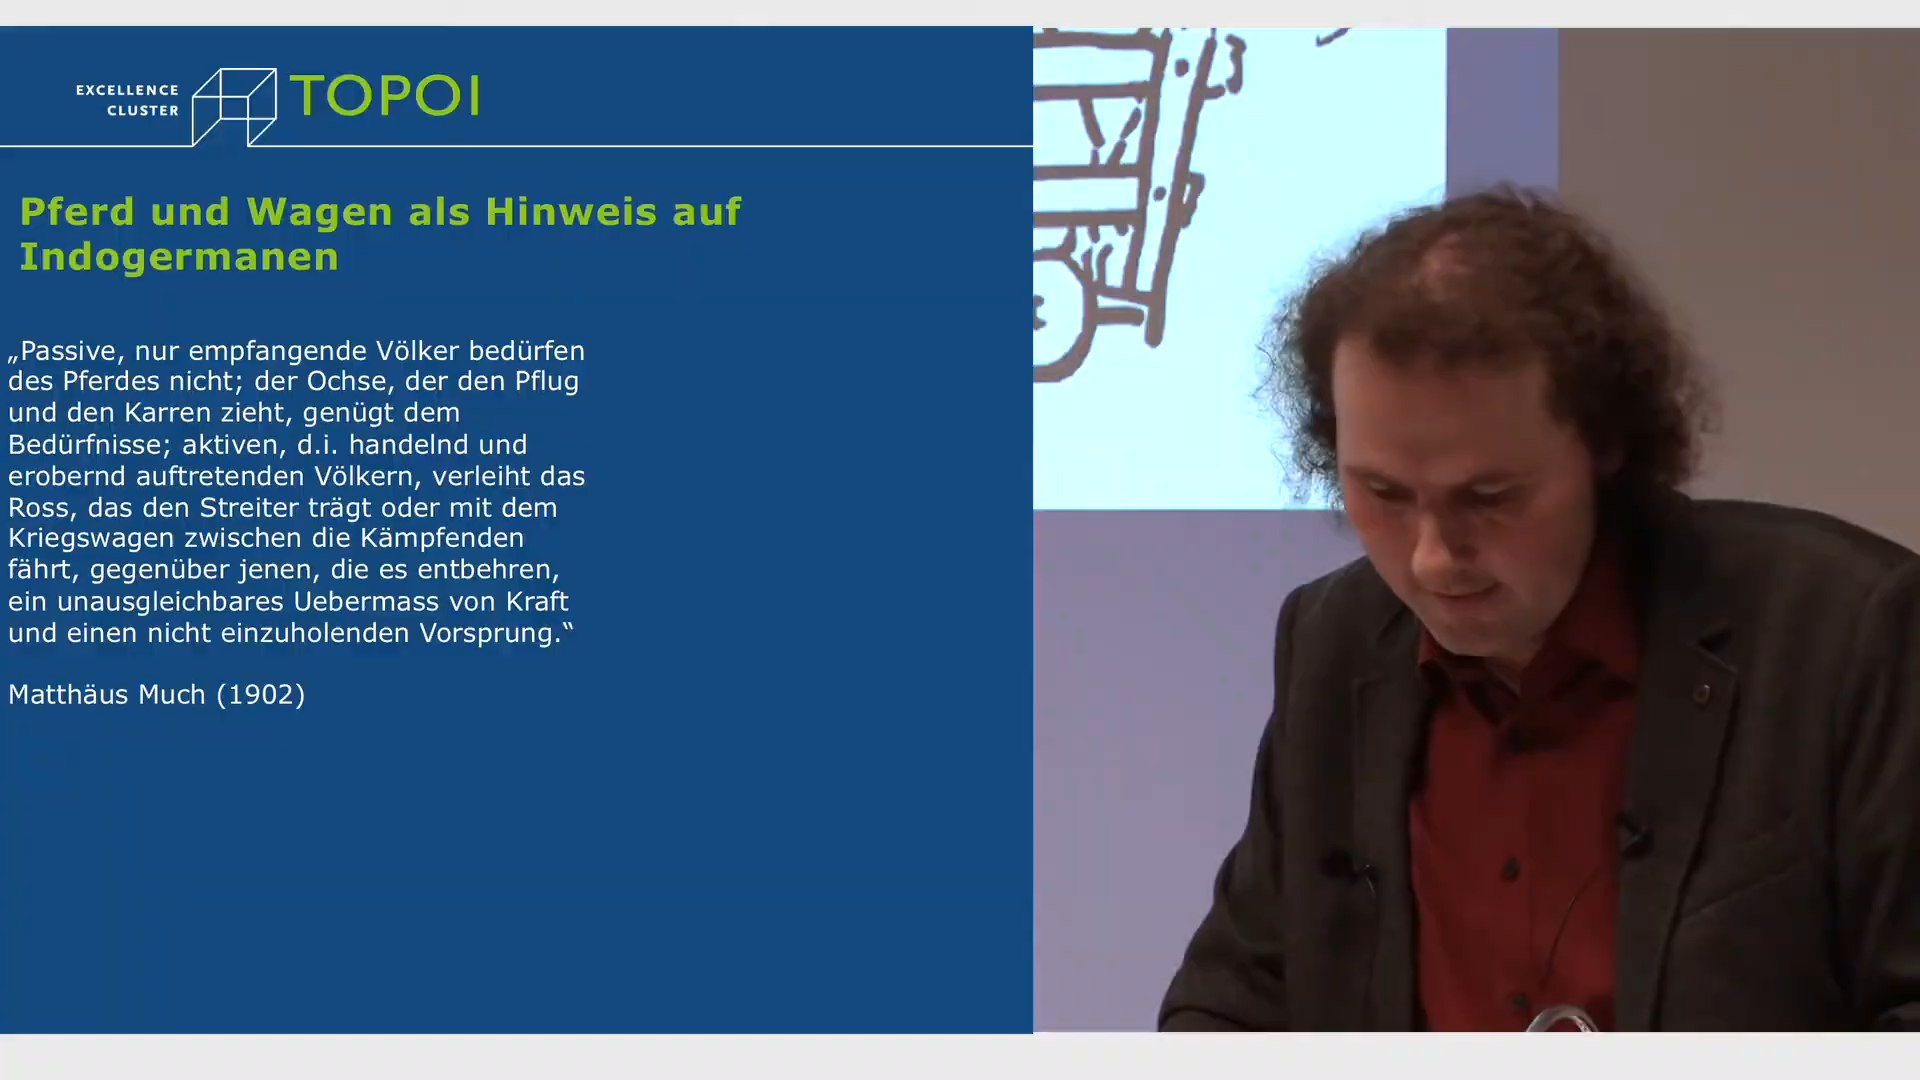 EXCELLENCE
CLUSTER
TOPOI
Pferd und Wagen als Hinweis auf
Indogermanen
„Passive, nur empfangende Völker bedürfen
des Pferdes nicht; der Ochse, der den Pflug
und den Karren zieht, genügt dem
Bedürfnisse; aktiven, d.i. handelnd und
erobernd auftretenden Völkern, verleiht das
Ross, das den Streiter trägt oder mit dem
Kriegswagen zwischen die Kämpfenden
fährt, gegenüber jenen, die es entbehren,
ein unausgleichbares Uebermass von Kraft
und einen nicht einzuholenden Vorsprung.“
Matthäus Much (1902)